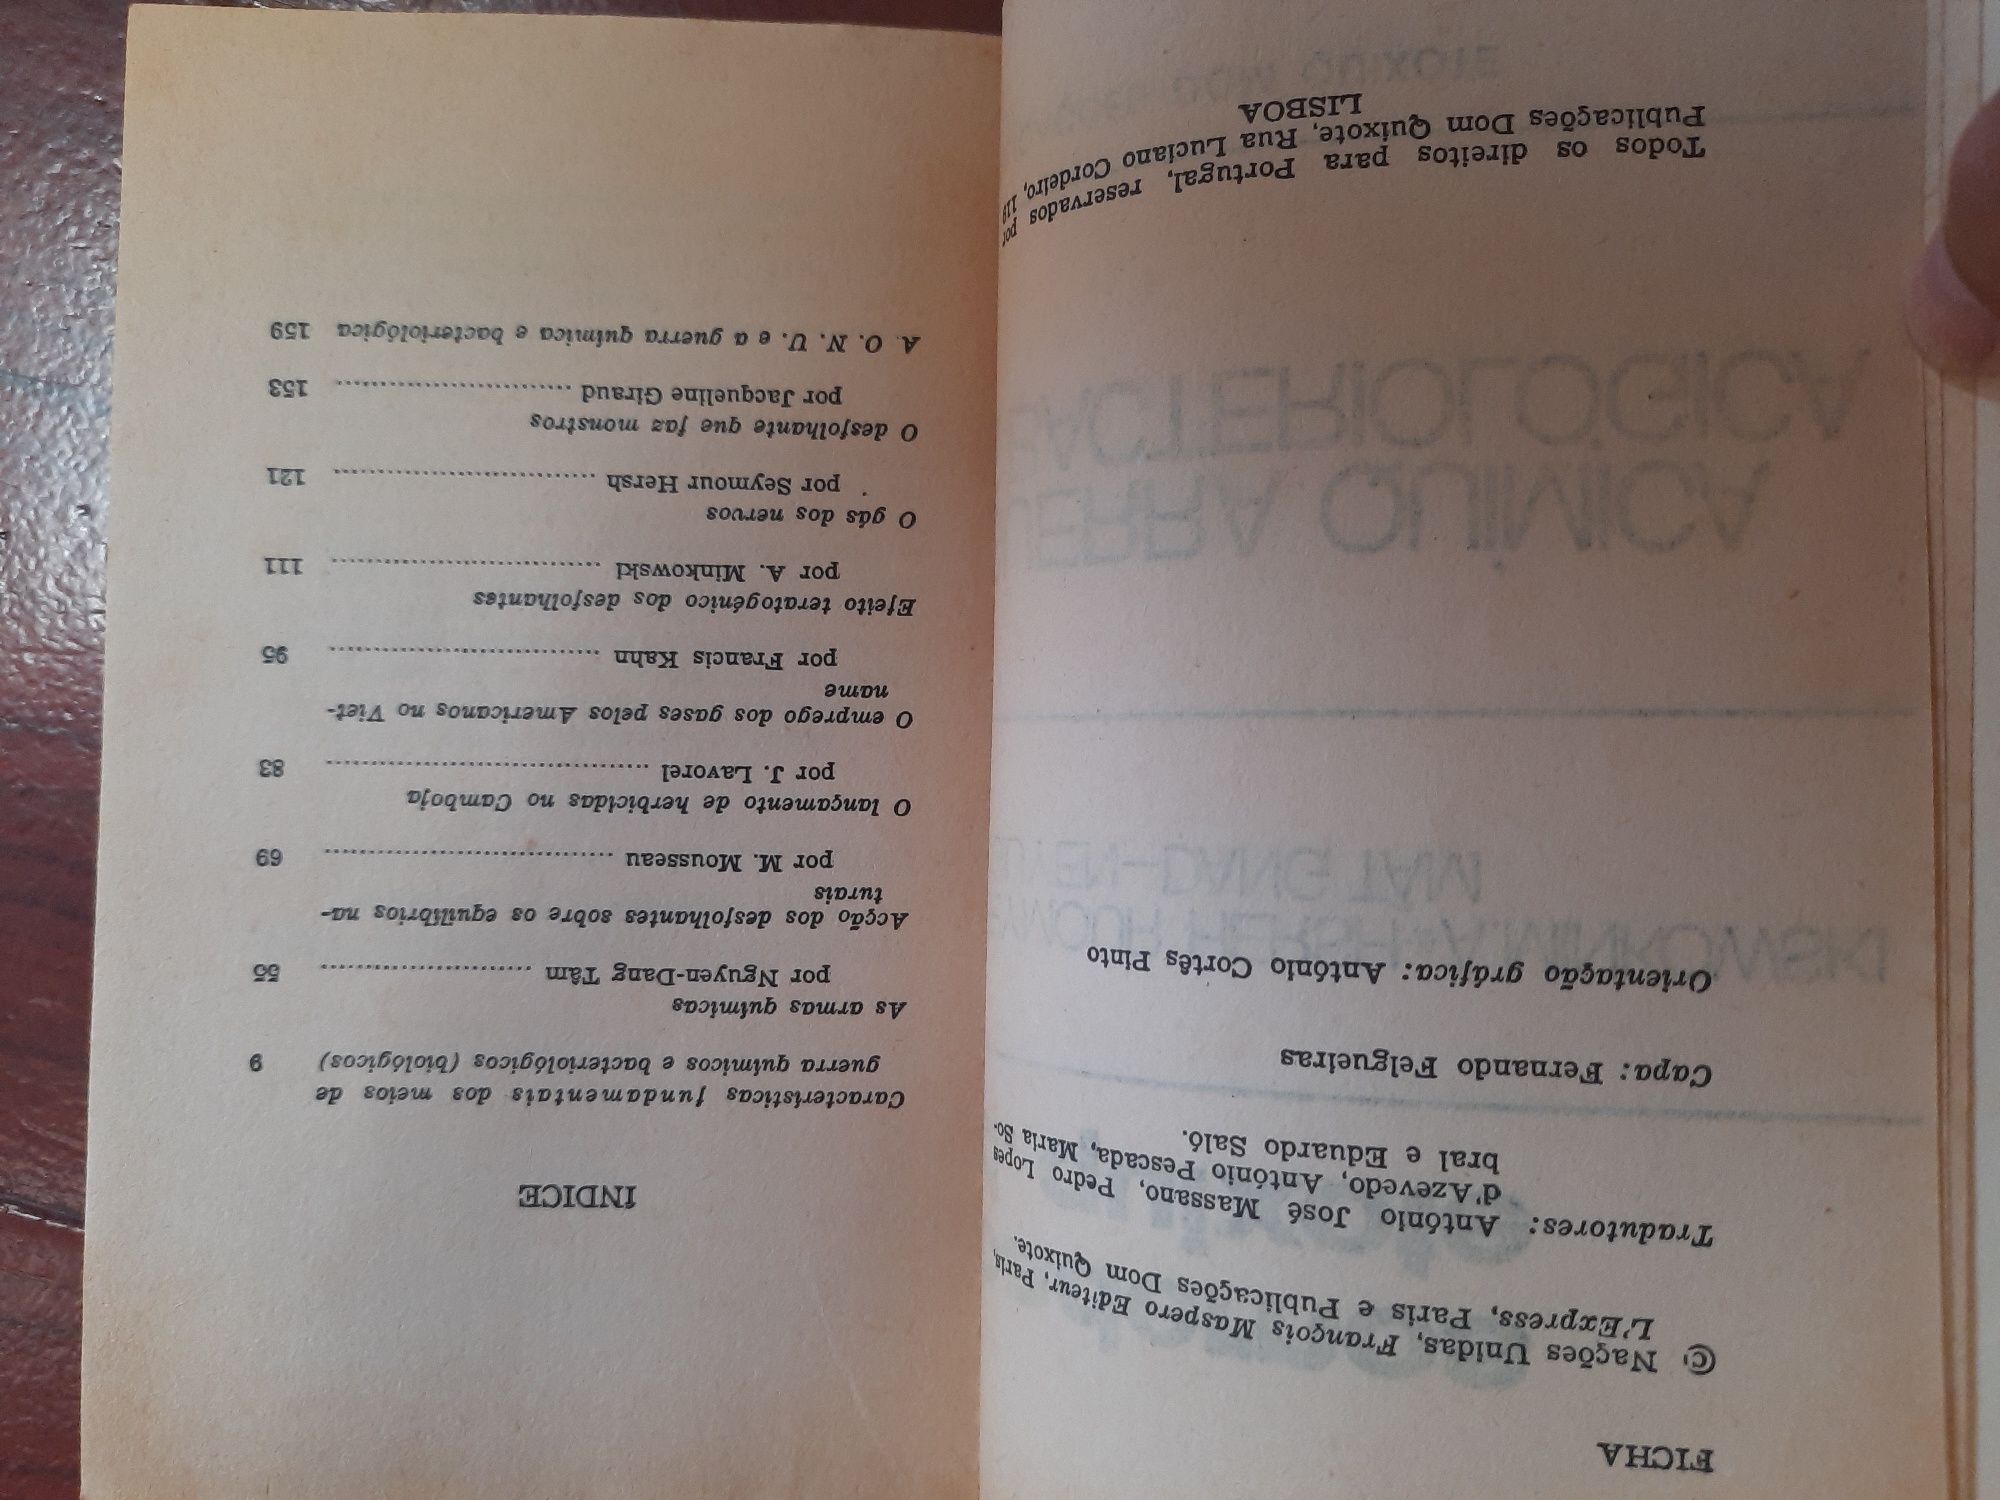 FICHA
© Nações Unidas, François Maspero Editeur, Paris,
L'Express, Paris e Publicações Dom Quixote.
Tradutores: António José Massano, Pedro Lopes
d'Azevedo, António Pescada, Maria So-
bral e Eduardo Saló.
Capa: Fernando Felgueiras
Orientação gráfica: António Cortês Pinto
Todos os direitos para Portugal, reservados por
Publicações Dom Quixote, Rua Luciano Cordeiro, 119
LISBOA
ÍNDICE
Características fundamentais dos meios de
guerra químicos e bacteriológicos (biológicos) 9
As armas químicas
por Nguyen-Dang Tâm .............................. 55
Acção dos desfolhantes sobre os equilíbrios na-
turais
por M. Mousseau .............................. 69
O lançamento de herbicidas no Camboja
por J. Lavorel .............................. 83
O emprego dos gases pelos Americanos no Viet-
name
por Francis Kahn .............................. 95
Efeito teratogénico dos desfolhantes
por A. Minkowski .............................. 111
O gás dos nervos
por Seymour Hersh .............................. 121
O desfolhante que faz monstros
por Jacqueline Giraud .............................. 153
A O. N. U. e a guerra química e bacteriológica 159